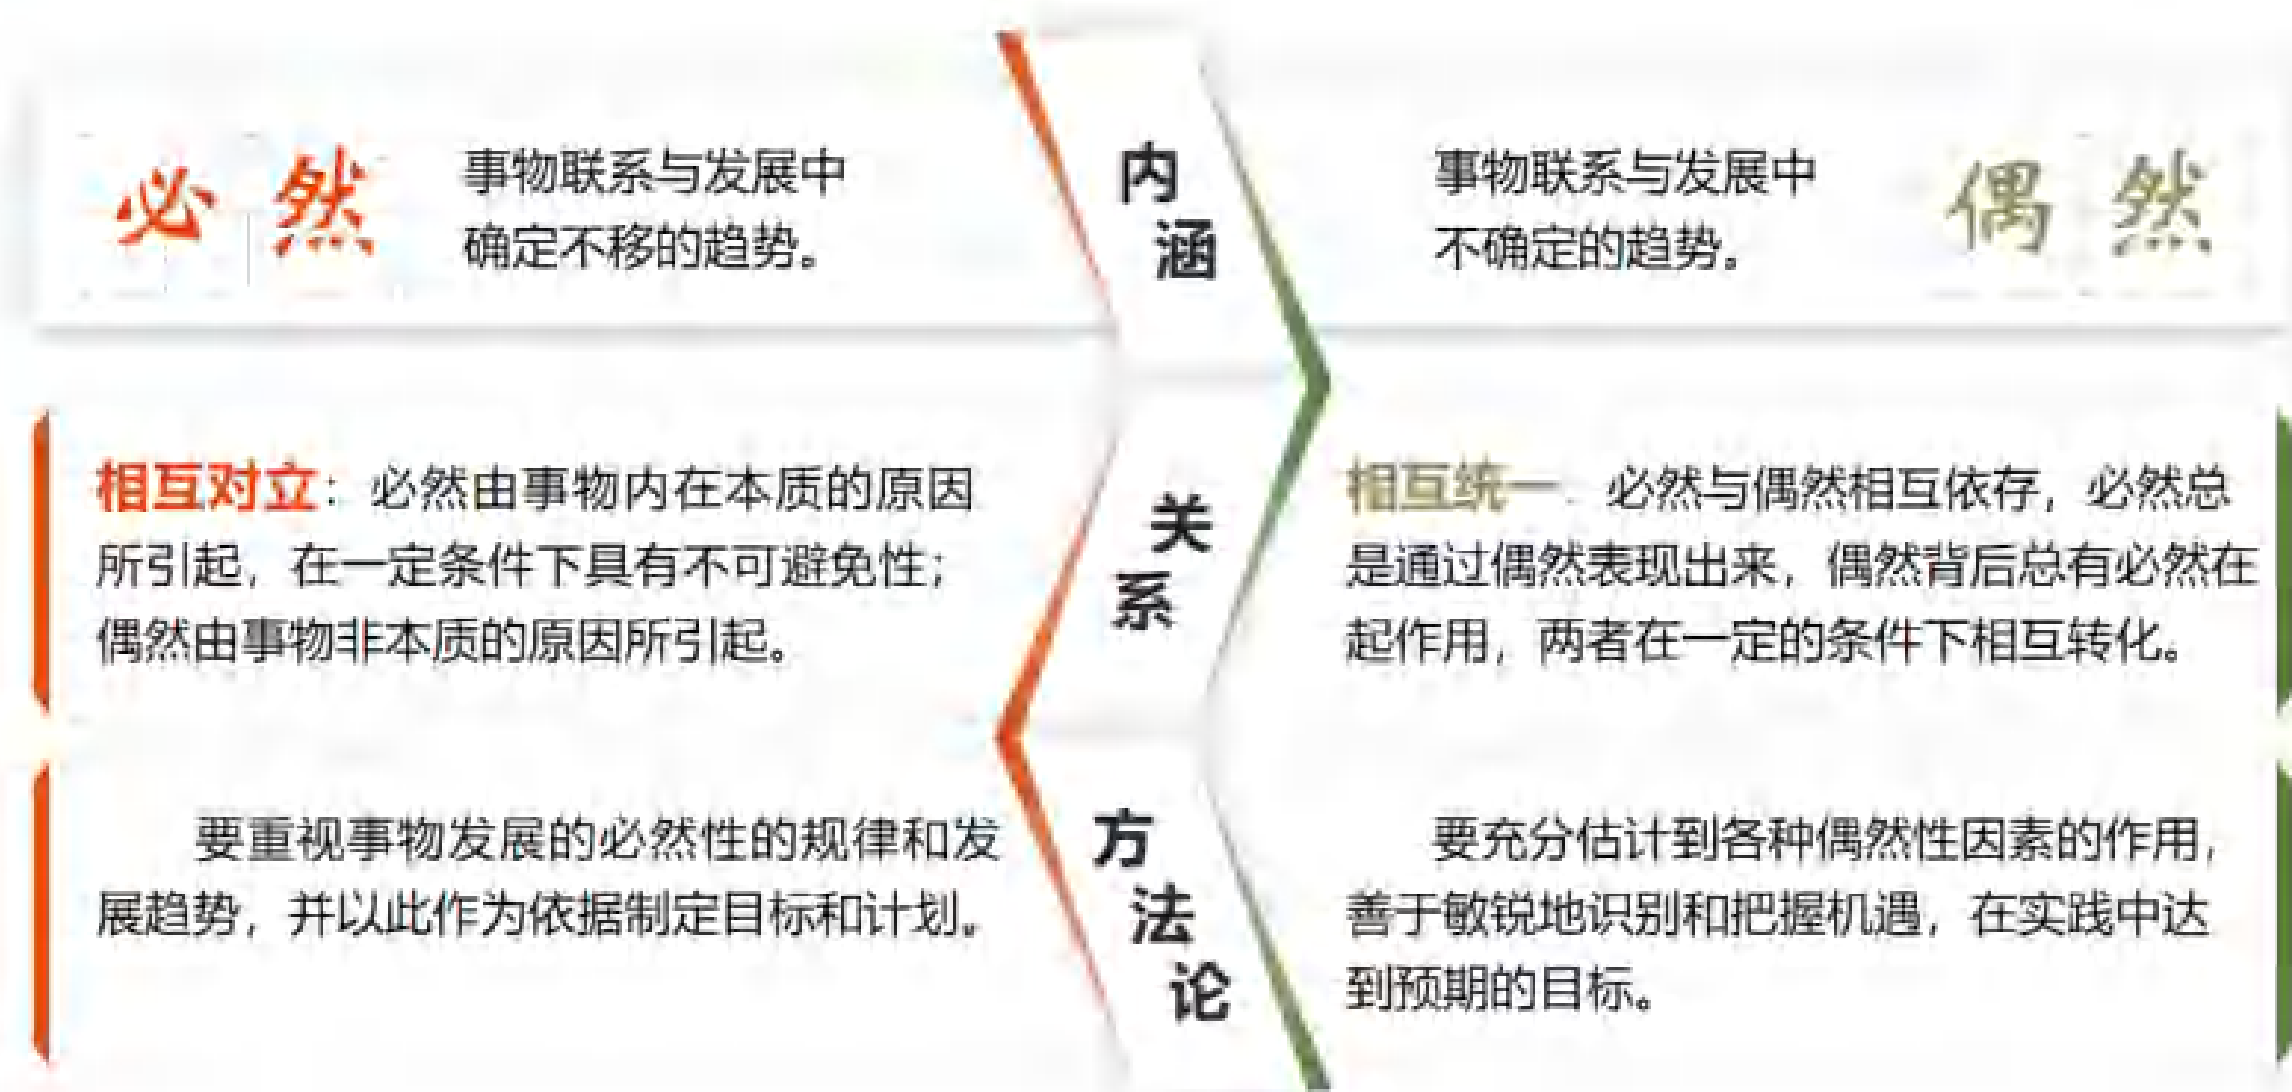 必然
事物联系与发展中
确定不移的趋势。
内涵
事物联系与发展中
不确定的趋势。
偶然
相互对立：必然由事物内在本质的原因
所引起，在一定条件下具有不可避免性；
偶然由事物非本质的原因所引起。
关系
相互统一：必然与偶然相互依存，必然总
是通过偶然表现出来，偶然背后总有必然在
起作用，两者在一定的条件下相互转化。
要重视事物发展的必然性的规律和发
展趋势，并以此作为依据制定目标和计划。
方法论
要充分估计到各种偶然性因素的作用，
善于敏锐地识别和把握机遇，在实践中达
到预期的目标。